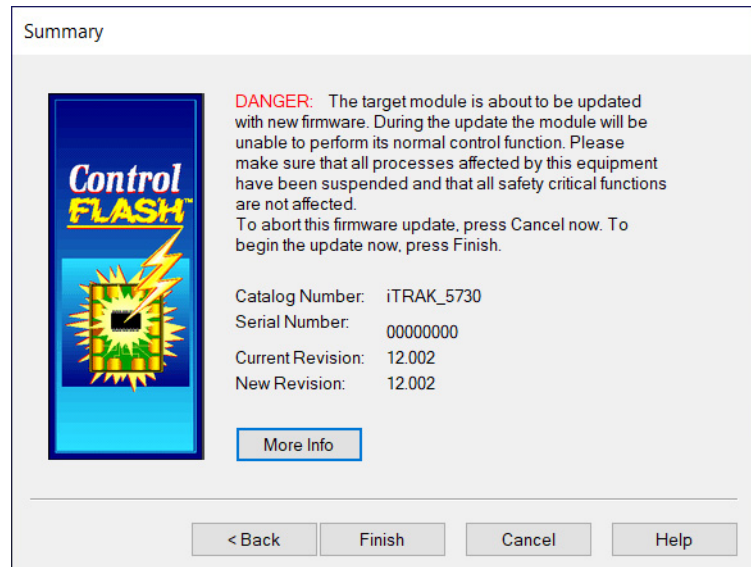 Summary
Control
FLASH™
DANGER: The target module is about to be updated
with new firmware. During the update the module will be
unable to perform its normal control function. Please
make sure that all processes affected by this equipment
have been suspended and that all safety critical functions
are not affected.
To abort this firmware update, press Cancel now. To
begin the update now, press Finish.
Catalog Number: iTRAK_5730
Serial Number: 00000000
Current Revision: 12.002
New Revision: 12.002
More Info
< Back Finish Cancel Help